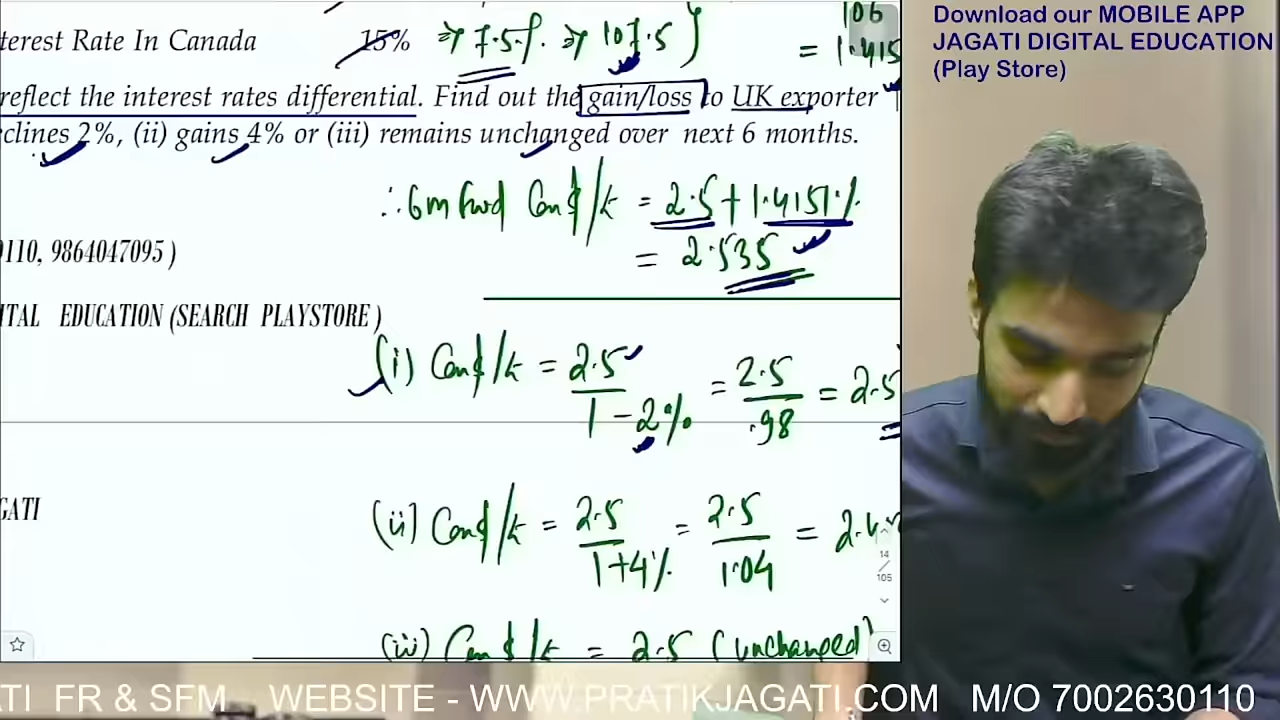 Download our MOBILE APP
JAGATI DIGITAL EDUCATION
(Play Store)
terest Rate In Canada 15% ⇒ 7.5% ⇒ 107.5 }
106
= 1.415
reflect the interest rates differential. Find out the gain/loss to UK exporter
clines 2%, (ii) gains 4% or (iii) remains unchanged over next 6 months.
∴ 6m Fwd Can$/£ = 2.5 + 1.4151%
= 2.535
0110, 9864047095 )
ITAL EDUCATION (SEARCH PLAYSTORE )
(i) Can$/£ = 2.5 / 1 - 2% = 2.5 / .98 = 2.5
GATI
(ii) Can$/£ = 2.5 / 1+4% = 2.5 / 1.04 = 2.4
14
/
105
(iii) Can$/£ = 2.5 (unchanged)
TI FR & SFM WEBSITE - WWW.PRATIKJAGATI.COM M/O 7002630110